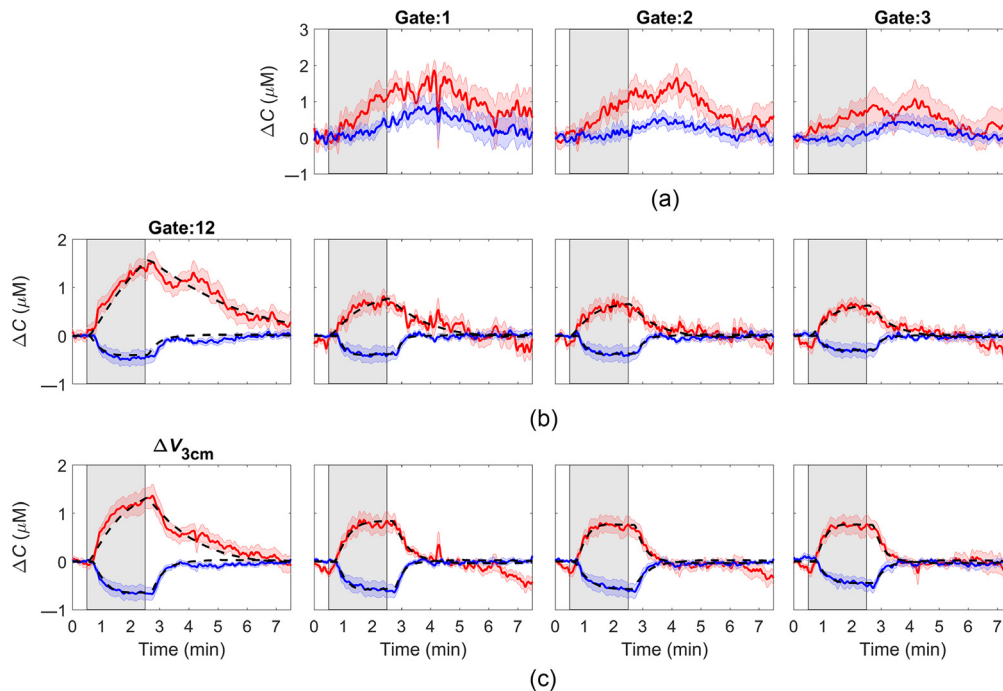 Gate:1 Gate:2 Gate:3
3
2
1
0
—1
ΔC (μM)
(a)
Gate:12
2
1
0
—1
ΔC (μM)
(b)
ΔV3cm
2
1
0
—1
ΔC (μM)
0 1 2 3 4 5 6 7 0 1 2 3 4 5 6 7 0 1 2 3 4 5 6 7 0 1 2 3 4 5 6 7
Time (min) Time (min) Time (min) Time (min)
(c)